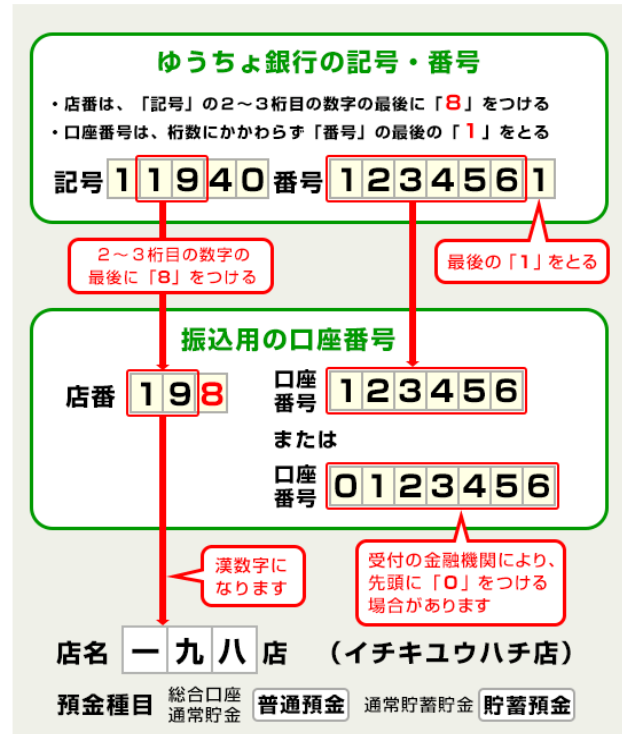 ゆうちょ銀行の記号・番号
・店番は、「記号」の2〜3桁目の数字の最後に「8」をつける
・口座番号は、桁数にかかわらず「番号」の最後の「1」をとる
記号 11940 番号 1234561
2〜3桁目の数字の
最後に「8」をつける
最後の「1」をとる
振込用の口座番号
店番 198
口座
番号 123456
または
口座
番号 0123456
漢数字に
なります
受付の金融機関により、
先頭に「0」をつける
場合があります
店名 一九八 店 (イチキユウハチ店)
預金種目 総合口座
通常貯金 普通預金 通常貯蓄貯金 貯蓄預金